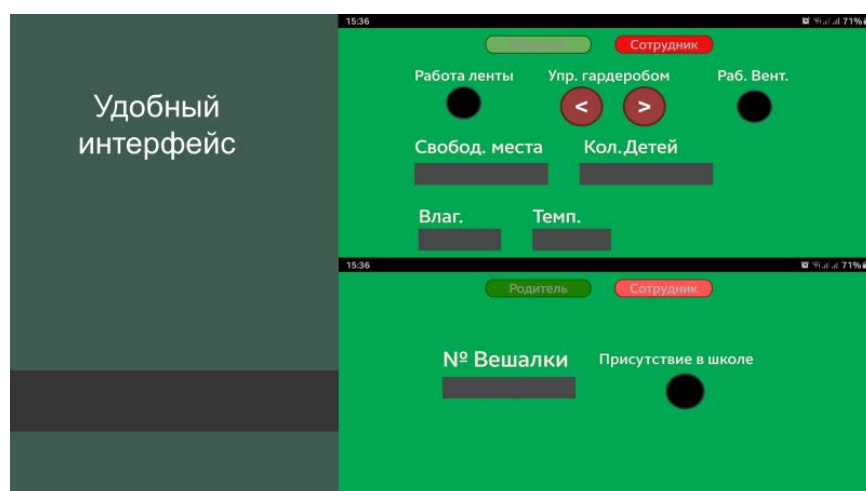 Удобный
интерфейс
15:36
71%
Сотрудник
Работа ленты
Упр. гардеробом
Раб. Вент.
<
>
Свобод. места
Кол.Детей
Влаг.
Темп.
15:36
71%
Родитель
Сотрудник
№ Вешалки
Присутствие в школе